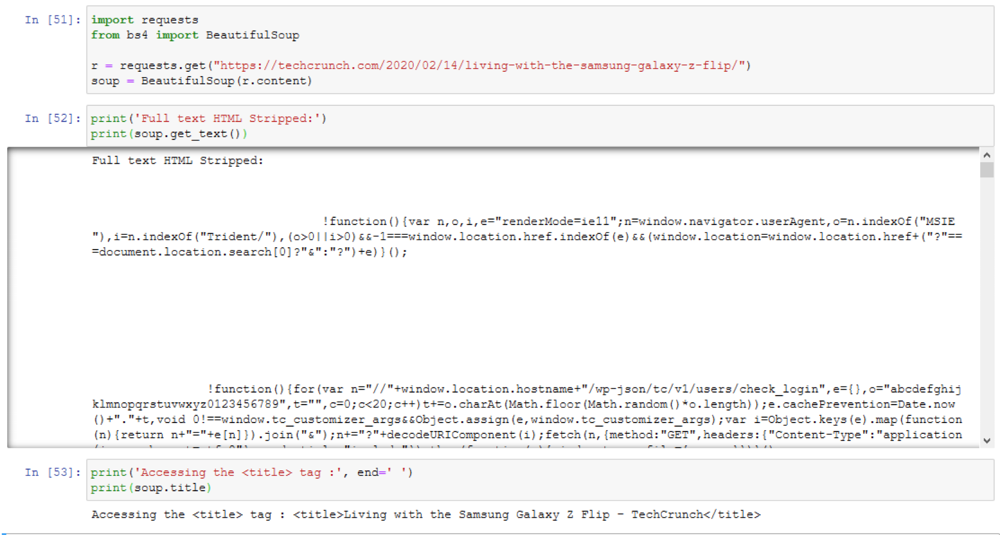 In [51]: import requests
from bs4 import BeautifulSoup
r = requests.get("https://techcrunch.com/2020/02/14/living-with-the-samsung-galaxy-z-flip/")
soup = BeautifulSoup(r.content)
In [52]: print('Full text HTML Stripped:')
print(soup.get_text())
Full text HTML Stripped:
!function(){var n,o,i,e="renderMode=ie11";n=window.navigator.userAgent,o=n.indexOf("MSIE
"),i=n.indexOf("Trident/"),(o>0||i>0)&&-1===window.location.href.indexOf(e)&&(window.location=window.location.href+("?"==
=document.location.search[0]?"&":"?")+e)}();
!function(){for(var n="//"+window.location.hostname+"/wp-json/tc/v1/users/check_login",e={},o="abcdefghij
klmnopqrstuvwxyz0123456789",t="",c=0;c<20;c++)t+=o.charAt(Math.floor(Math.random()*o.length));e.cachePrevention=Date.now
()+"."+t,void 0!==window.tc_customizer_args&&Object.assign(e,window.tc_customizer_args);var i=Object.keys(e).map(function
(n){return n+"="+e[n]}).join("&");n+="?"+decodeURIComponent(i);fetch(n,{method:"GET",headers:{"Content-Type":"application
In [53]: print('Accessing the <title> tag :', end=' ')
print(soup.title)
Accessing the <title> tag : <title>Living with the Samsung Galaxy Z Flip – TechCrunch</title>